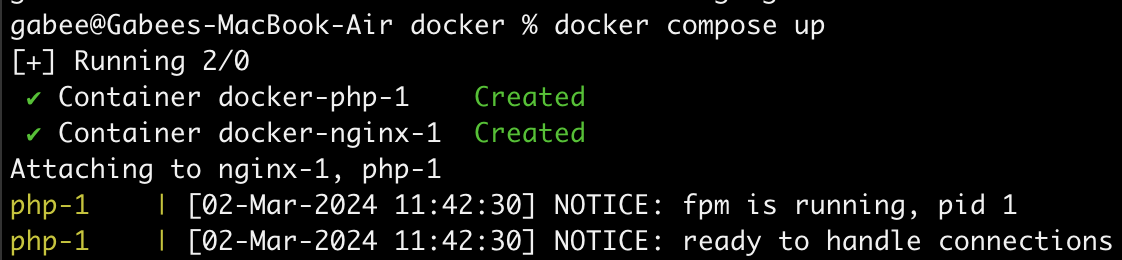 gabee@Gabees-MacBook-Air docker % docker compose up
[+] Running 2/0
✔ Container docker-php-1    Created
✔ Container docker-nginx-1  Created
Attaching to nginx-1, php-1
php-1    | [02-Mar-2024 11:42:30] NOTICE: fpm is running, pid 1
php-1    | [02-Mar-2024 11:42:30] NOTICE: ready to handle connections